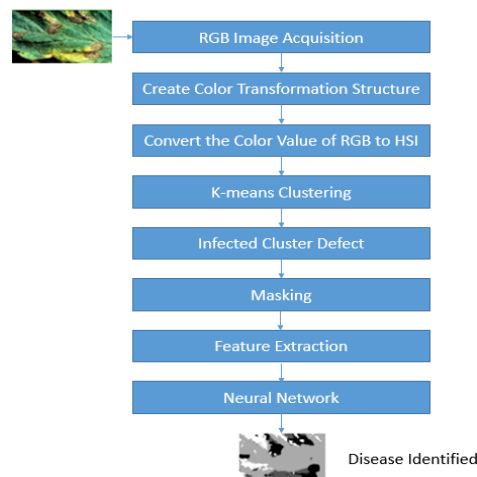 RGB Image Acquisition
Create Color Transformation Structure
Convert the Color Value of RGB to HSI
K-means Clustering
Infected Cluster Defect
Masking
Feature Extraction
Neural Network
Disease Identified